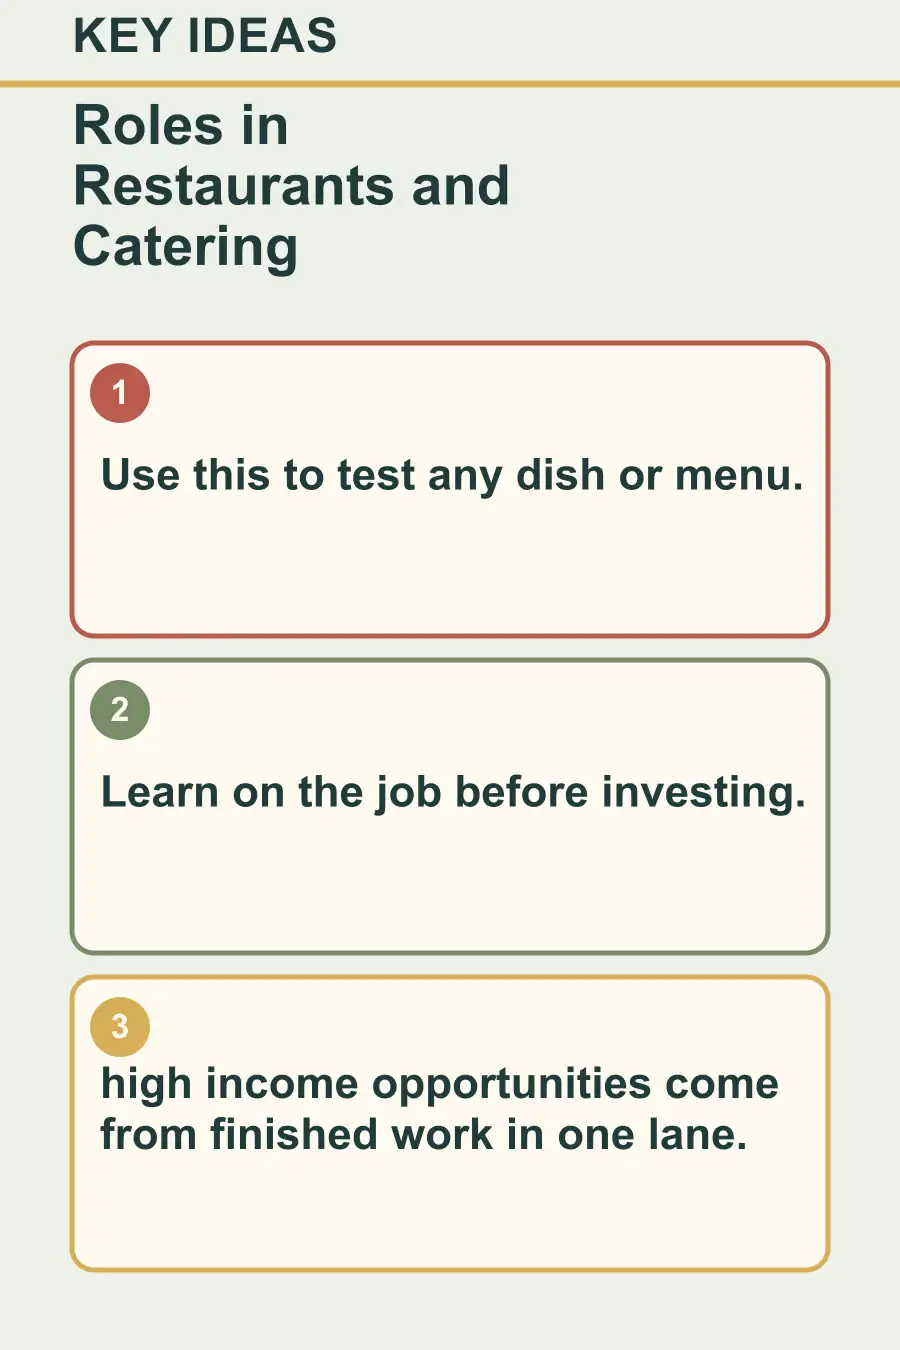 KEY IDEAS
Roles in
Restaurants and
Catering
1
Use this to test any dish or menu.
2
Learn on the job before investing.
3
high income opportunities come
from finished work in one lane.